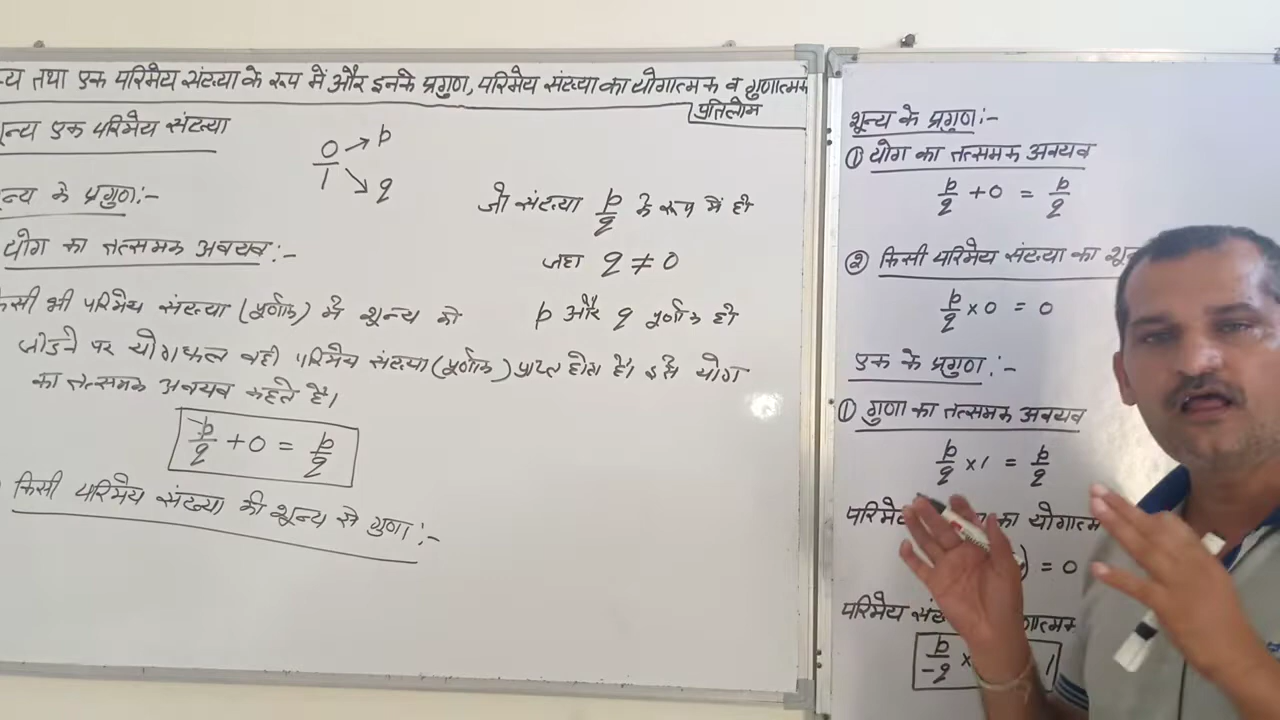 तथा एक परिमेय संख्या के रूप में और इनके प्रगुण, परिमेय संख्या का योगात्मक व गुणात्मक
प्रतिलोम
एक परिमेय संख्या
0/1 → p
→ q
के प्रगुण:-
योग का तत्समक अवयव:-
भी परिमेय संख्या (पूर्णांक) में शून्य को
जोडने पर योगफल वही परिमेय संख्या (पूर्णांक) प्राप्त होता है। इसे योग
का तत्समक अवयव कहते है।
p/q + 0 = p/q
किसी परिमेय संख्या की शून्य से गुणा:-
जो संख्या p/q के रूप में हो
जहा q ≠ 0
p और q पूर्णांक हो
शून्य के प्रगुण:-
① योग का तत्समक अवयव
p/q + 0 = p/q
② किसी परिमेय संख्या का
p/q × 0 = 0
एक के प्रगुण:-
① गुणा का तत्समक अवयव
p/q × 1 = p/q
का
) = 0
परिमेय
p/-q ×